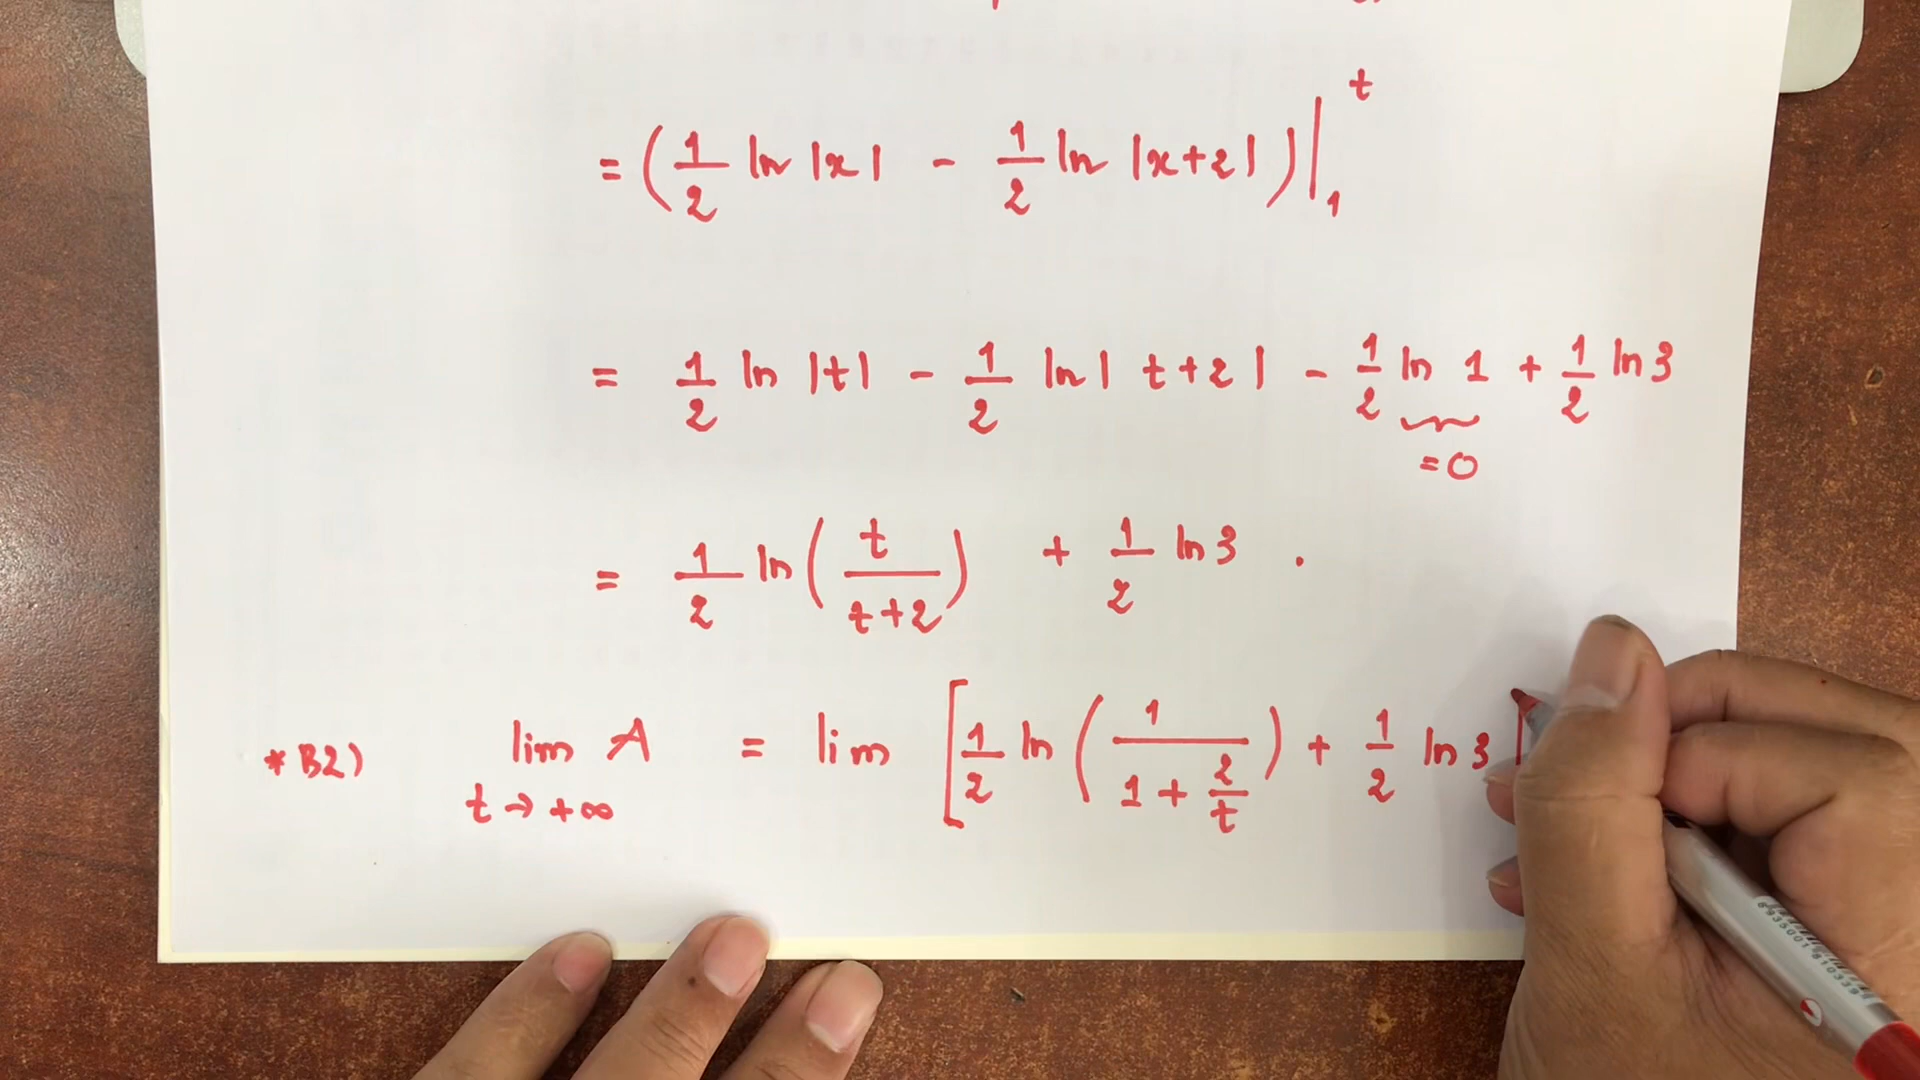 = (1/2 ln |x| - 1/2 ln |x+2|) |₁ᵗ
= 1/2 ln |t| - 1/2 ln | t+2 | - 1/2 ln 1 + 1/2 ln 3
= 0
= 1/2 ln ( t/(t+2) ) + 1/2 ln 3 .
* B2) lim A = lim [ 1/2 ln ( 1/(1 + 2/t) ) + 1/2 ln 3
t → +∞